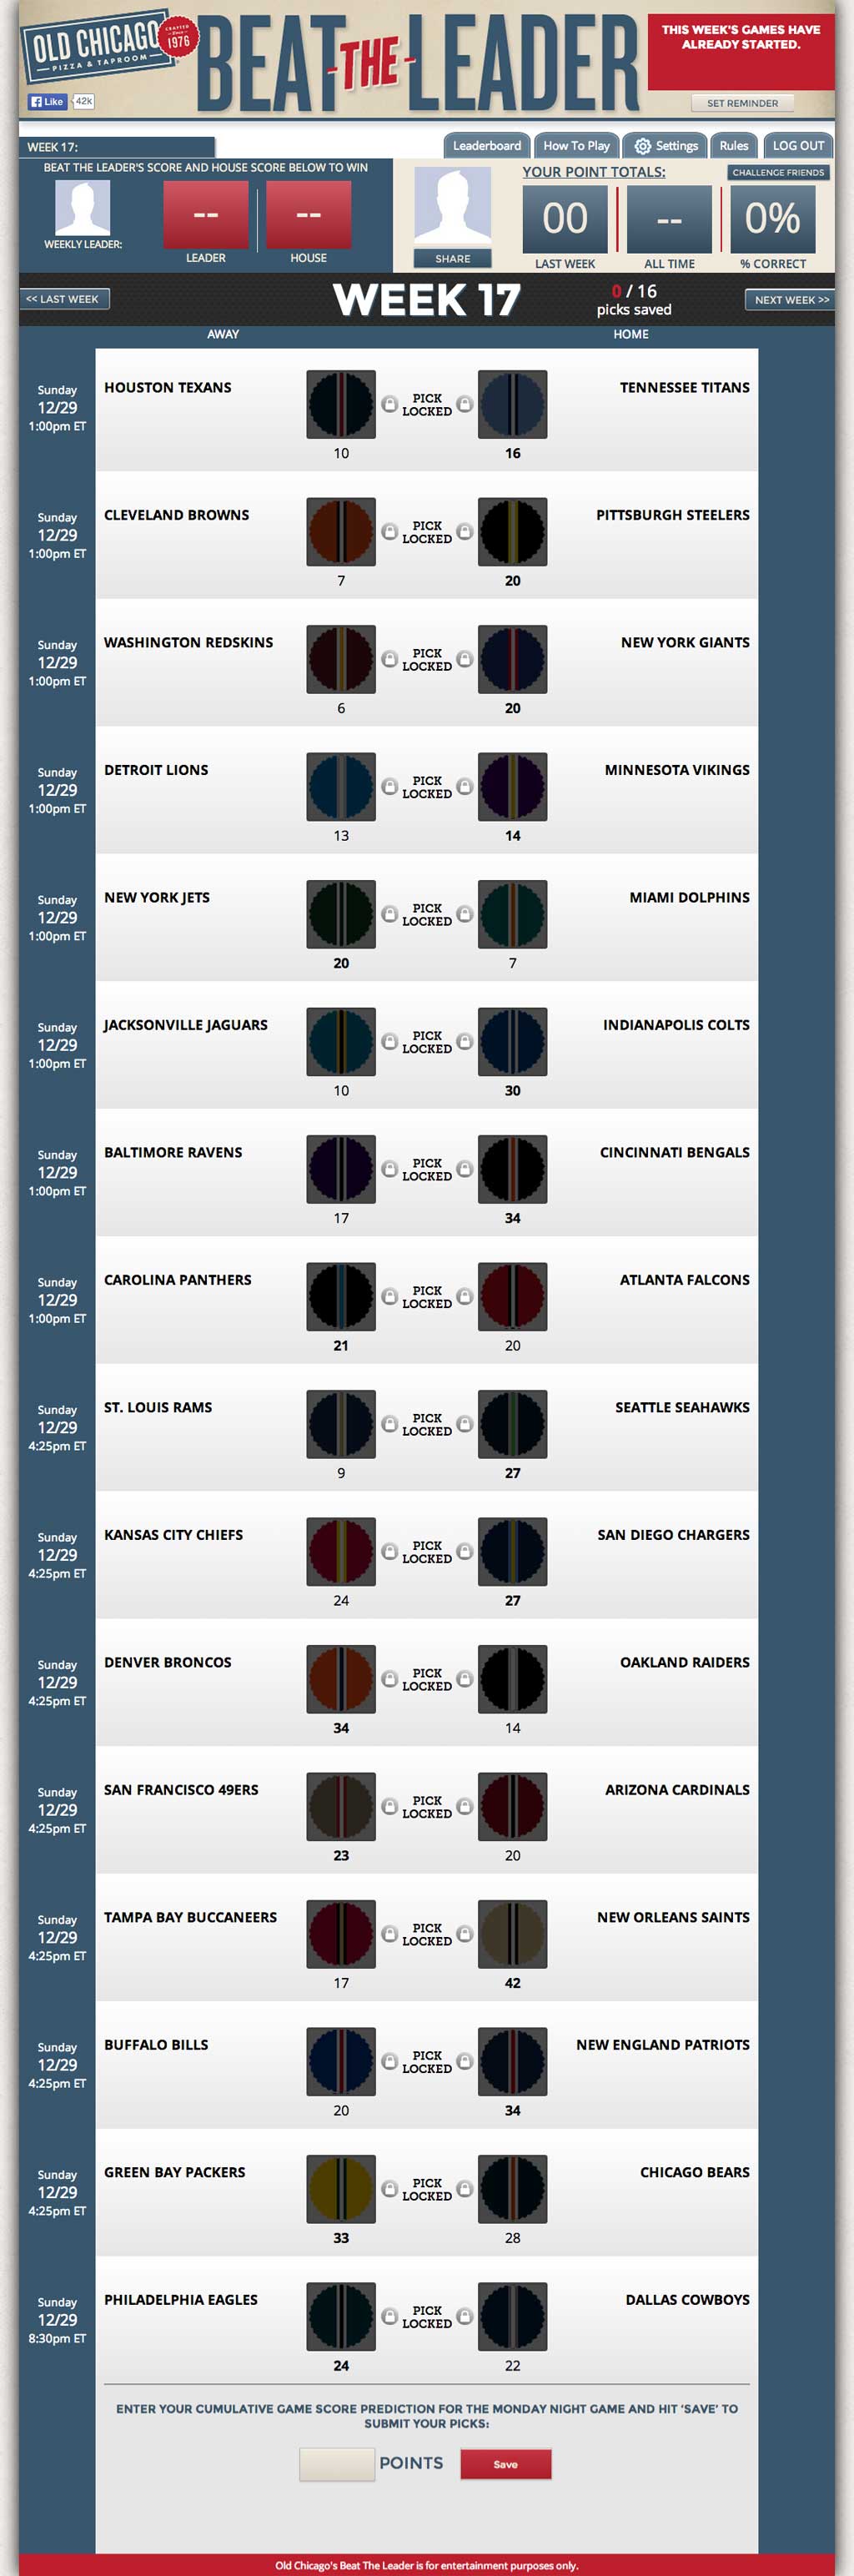 OLD CHICAGO
PIZZA & TAPROOM
CRAFTED
Since
1976
BEAT-THE-LEADER
THIS WEEK'S GAMES HAVE
ALREADY STARTED.
Like 42k
SET REMINDER
WEEK 17:
Leaderboard How To Play Settings Rules LOG OUT
BEAT THE LEADER'S SCORE AND HOUSE SCORE BELOW TO WIN
WEEKLY LEADER:
--
LEADER
--
HOUSE
SHARE
YOUR POINT TOTALS:
CHALLENGE FRIENDS
00 -- 0%
LAST WEEK ALL TIME % CORRECT
<< LAST WEEK
WEEK 17
0 / 16
picks saved
NEXT WEEK >>
AWAY HOME
Sunday
12/29
1:00pm ET
HOUSTON TEXANS
PICK
LOCKED
TENNESSEE TITANS
10 16
Sunday
12/29
1:00pm ET
CLEVELAND BROWNS
PICK
LOCKED
PITTSBURGH STEELERS
7 20
Sunday
12/29
1:00pm ET
WASHINGTON REDSKINS
PICK
LOCKED
NEW YORK GIANTS
6 20
Sunday
12/29
1:00pm ET
DETROIT LIONS
PICK
LOCKED
MINNESOTA VIKINGS
13 14
Sunday
12/29
1:00pm ET
NEW YORK JETS
PICK
LOCKED
MIAMI DOLPHINS
20 7
Sunday
12/29
1:00pm ET
JACKSONVILLE JAGUARS
PICK
LOCKED
INDIANAPOLIS COLTS
10 30
Sunday
12/29
1:00pm ET
BALTIMORE RAVENS
PICK
LOCKED
CINCINNATI BENGALS
17 34
Sunday
12/29
1:00pm ET
CAROLINA PANTHERS
PICK
LOCKED
ATLANTA FALCONS
21 20
Sunday
12/29
4:25pm ET
ST. LOUIS RAMS
PICK
LOCKED
SEATTLE SEAHAWKS
9 27
Sunday
12/29
4:25pm ET
KANSAS CITY CHIEFS
PICK
LOCKED
SAN DIEGO CHARGERS
24 27
Sunday
12/29
4:25pm ET
DENVER BRONCOS
PICK
LOCKED
OAKLAND RAIDERS
34 14
Sunday
12/29
4:25pm ET
SAN FRANCISCO 49ERS
PICK
LOCKED
ARIZONA CARDINALS
23 20
Sunday
12/29
4:25pm ET
TAMPA BAY BUCCANEERS
PICK
LOCKED
NEW ORLEANS SAINTS
17 42
Sunday
12/29
4:25pm ET
BUFFALO BILLS
PICK
LOCKED
NEW ENGLAND PATRIOTS
20 34
Sunday
12/29
4:25pm ET
GREEN BAY PACKERS
PICK
LOCKED
CHICAGO BEARS
33 28
Sunday
12/29
8:30pm ET
PHILADELPHIA EAGLES
PICK
LOCKED
DALLAS COWBOYS
24 22
ENTER YOUR CUMULATIVE GAME SCORE PREDICTION FOR THE MONDAY NIGHT GAME AND HIT 'SAVE' TO
SUBMIT YOUR PICKS:
POINTS
Save
Old Chicago's Beat The Leader is for entertainment purposes only.